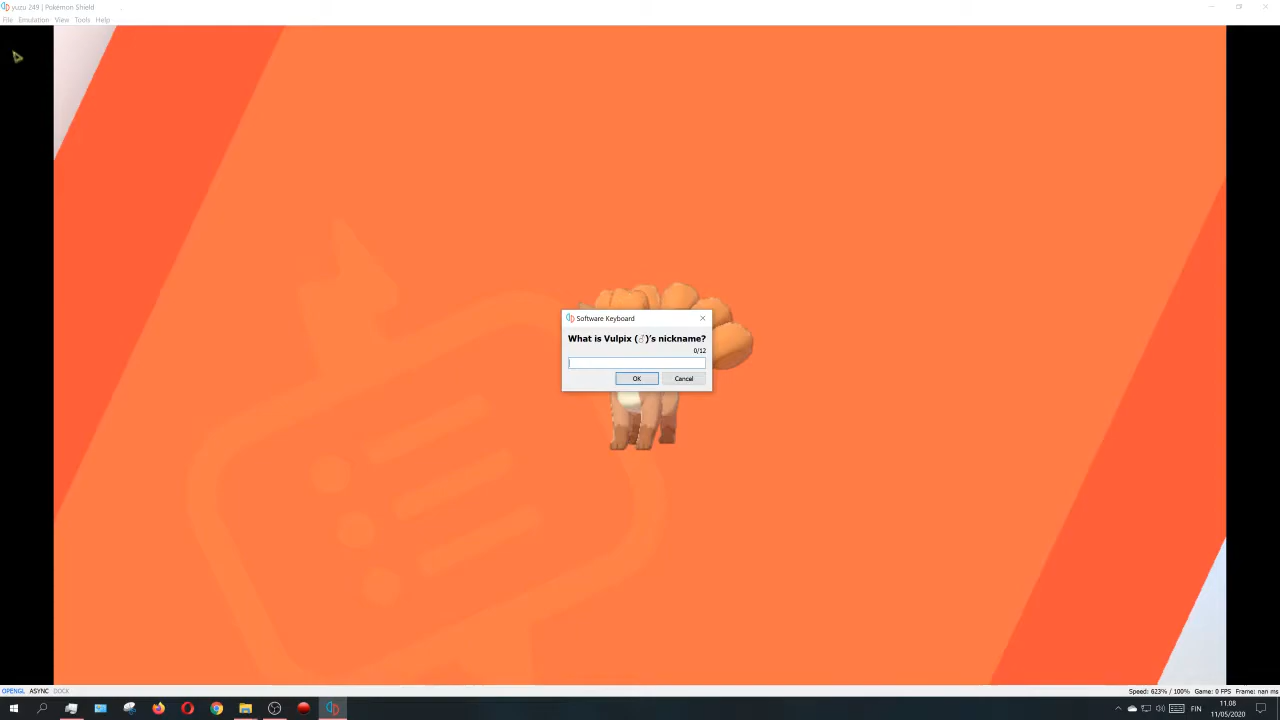 yuzu 249 | Pokémon Shield
File Emulation View Tools Help
Software Keyboard
What is Vulpix (♂)'s nickname?
0/12
OK Cancel
OPENGL ASYNC DOCK
Speed: 623% / 100% Game: 0 FPS Frame: nan ms
FIN
11.08
11/05/2020